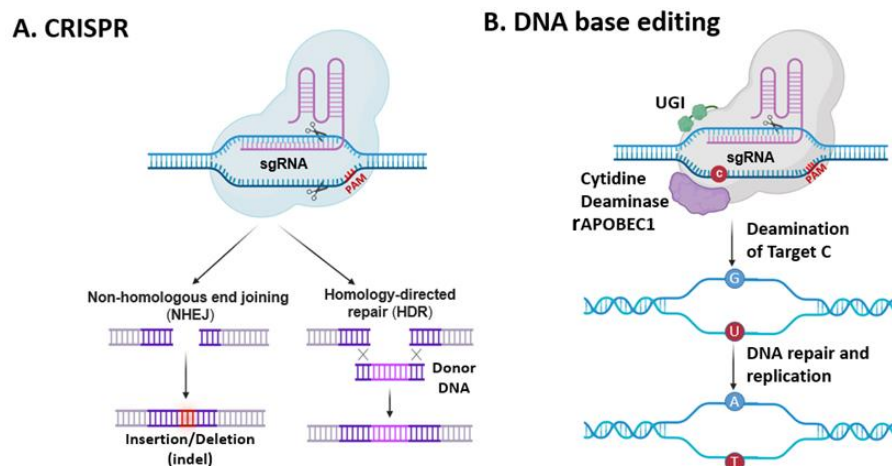 A. CRISPR
sgRNA
PAM
Non-homologous end joining
(NHEJ)
Homology-directed
repair (HDR)
Donor
DNA
Insertion/Deletion
(indel)
B. DNA base editing
UGI
sgRNA
c
PAM
Cytidine
Deaminase
rAPOBEC1
Deamination
of Target C
G
U
DNA repair and
replication
A
T